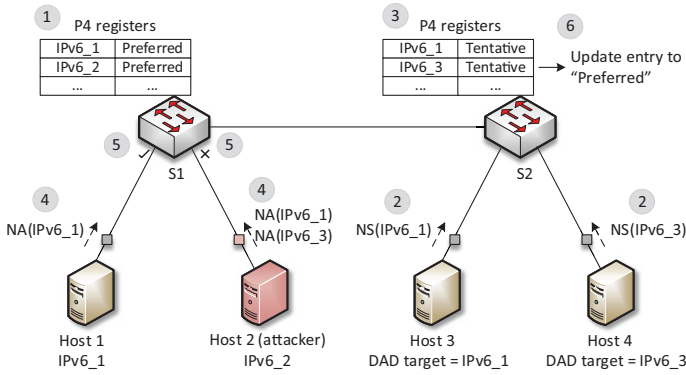 1
P4 registers
IPv6_1 Preferred
IPv6_2 Preferred
... ...
3
P4 registers
IPv6_1 Tentative
IPv6_3 Tentative
... ...
6
Update entry to
“Preferred”
5
5
S1
S2
4
NA(IPv6_1)
4
NA(IPv6_1)
NA(IPv6_3)
2
NS(IPv6_1)
2
NS(IPv6_3)
Host 1
IPv6_1
Host 2 (attacker)
IPv6_2
Host 3
DAD target = IPv6_1
Host 4
DAD target = IPv6_3